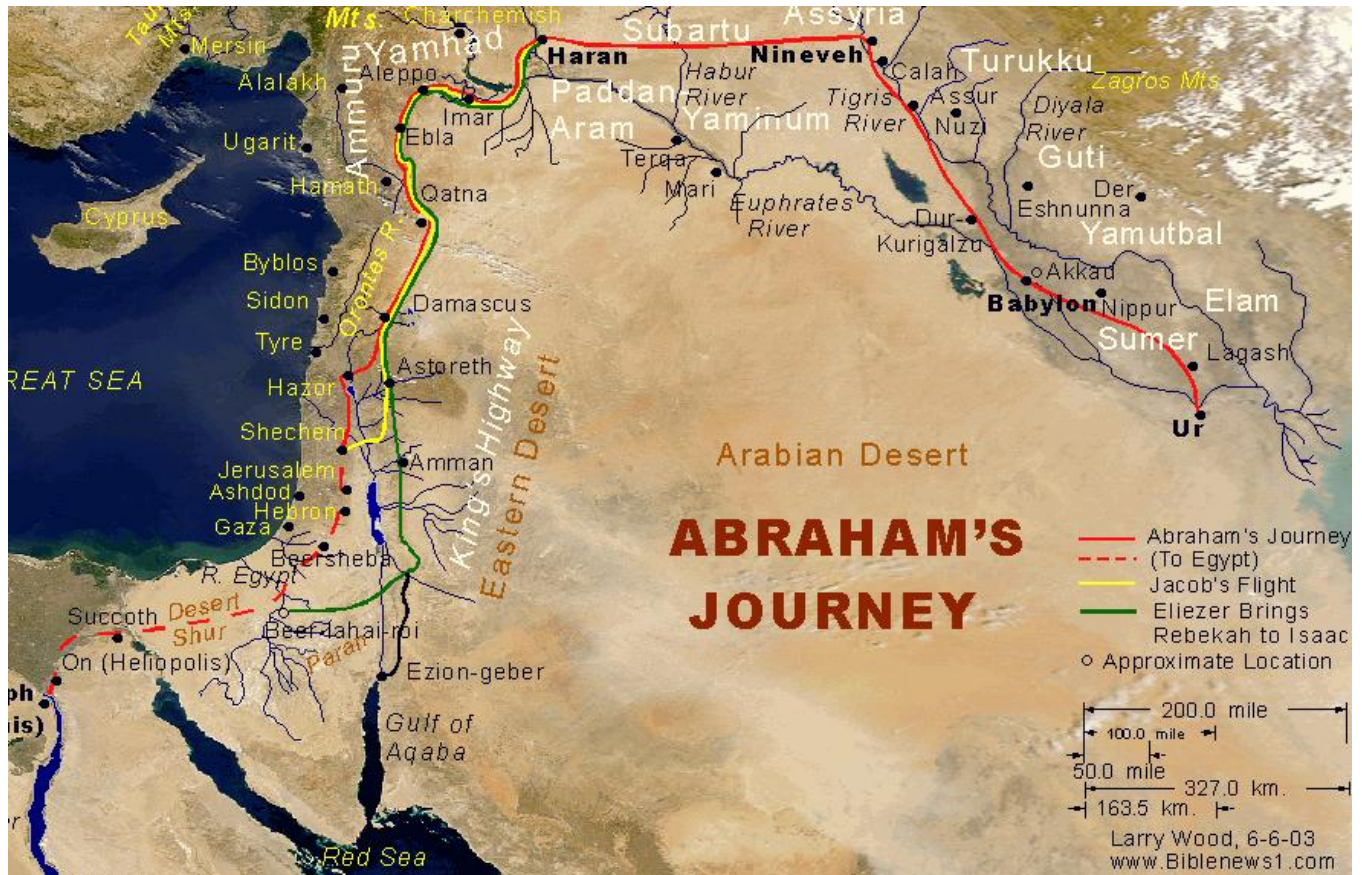 Mts.
Charchemish
Mersin
Yamhad
Subartu
Assyria
Haran
Nineveh
Alalakh
Aleppo
Ammuru
Imar
Paddan-
Aram
Habur
River
Yaminum
Calah
Turukku
Zagros Mts
Tigris
River
Assur
Nuzi
Diyala
River
Ugarit
Ebla
Terqa
Mari
Guti
Hamath
Qatna
Der
Eshnunna
Cyprus
Euphrates
River
Dur-
Kurigalzu
Yamutbal
Orontes R.
Byblos
Akkad
Babylon
Nippur
Elam
Sidon
Damascus
Sumer
Tyre
Lagash
REAT SEA
Hazor
Astoreth
King's Highway
Eastern Desert
Ur
Shechem
Arabian Desert
Jerusalem
Amman
Ashdod
Hebron
Gaza
ABRAHAM'S
JOURNEY
Beersheba
R. Egypt
Abraham's Journey
(To Egypt)
Jacob's Flight
Eliezer Brings
Rebekah to Isaac
Approximate Location
Succoth
Desert
Shur
Beer-lahai-roi
Paran
On (Heliopolis)
Ezion-geber
ph
is)
Gulf of
Aqaba
200.0 mile
100.0 mile
50.0 mile
327.0 km.
163.5 km.
Red Sea
Larry Wood, 6-6-03
www.Biblenews1.com